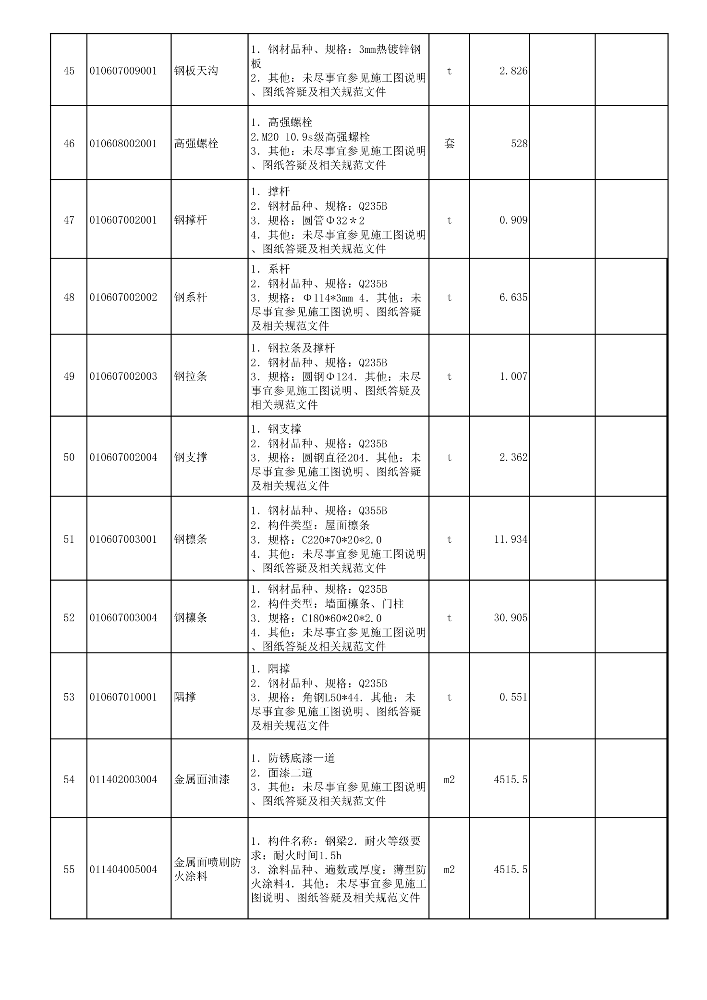 45 010607009001 钢板天沟 1. 钢材品种、规格：3mm热镀锌钢
板
2. 其他：未尽事宜参见施工图说明
、图纸答疑及相关规范文件 t 2.826
46 010608002001 高强螺栓 1. 高强螺栓
2.M20 10.9s级高强螺栓
3. 其他：未尽事宜参见施工图说明
、图纸答疑及相关规范文件 套 528
47 010607002001 钢撑杆 1. 撑杆
2. 钢材品种、规格：Q235B
3. 规格：圆管Φ32＊2
4. 其他：未尽事宜参见施工图说明
、图纸答疑及相关规范文件 t 0.909
48 010607002002 钢系杆 1. 系杆
2. 钢材品种、规格：Q235B
3. 规格：Φ114*3mm 4. 其他：未
尽事宜参见施工图说明、图纸答疑
及相关规范文件 t 6.635
49 010607002003 钢拉条 1. 钢拉条及撑杆
2. 钢材品种、规格：Q235B
3. 规格：圆钢Φ124. 其他：未尽
事宜参见施工图说明、图纸答疑及
相关规范文件 t 1.007
50 010607002004 钢支撑 1. 钢支撑
2. 钢材品种、规格：Q235B
3. 规格：圆钢直径204. 其他：未
尽事宜参见施工图说明、图纸答疑
及相关规范文件 t 2.362
51 010607003001 钢檩条 1. 钢材品种、规格：Q355B
2. 构件类型：屋面檩条
3. 规格：C220*70*20*2.0
4. 其他：未尽事宜参见施工图说明
、图纸答疑及相关规范文件 t 11.934
52 010607003004 钢檩条 1. 钢材品种、规格：Q235B
2. 构件类型：墙面檩条、门柱
3. 规格：C180*60*20*2.0
4. 其他：未尽事宜参见施工图说明
、图纸答疑及相关规范文件 t 30.905
53 010607010001 隅撑 1. 隅撑
2. 钢材品种、规格：Q235B
3. 规格：角钢L50*44. 其他：未
尽事宜参见施工图说明、图纸答疑
及相关规范文件 t 0.551
54 011402003004 金属面油漆 1. 防锈底漆一道
2. 面漆二道
3. 其他：未尽事宜参见施工图说明
、图纸答疑及相关规范文件 m2 4515.5
55 011404005004 金属面喷刷防
火涂料 1. 构件名称：钢梁2. 耐火等级要
求：耐火时间1.5h
3. 涂料品种、遍数或厚度：薄型防
火涂料4. 其他：未尽事宜参见施工
图说明、图纸答疑及相关规范文件 m2 4515.5